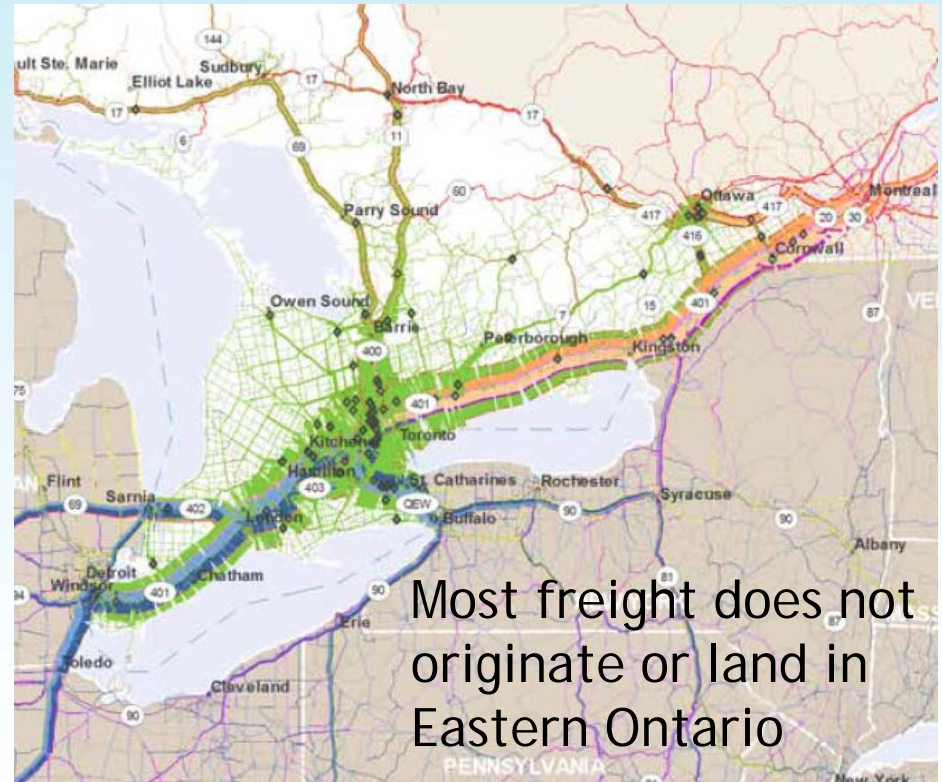 144
ult Ste. Marie
Sudbury
Elliot Lake
17
North Bay
17
17
6
69
11
60
Ottawa
Montreal
417
417
20
30
Parry Sound
416
Cornwall
Owen Sound
15
401
87
Barrie
7
Peterborough
Kingston
400
75
401
Toronto
Kitchen
Hamilton
St. Catharines
Rochester
Flint
403
Sarnia
QEW
Syracuse
69
402
London
Buffalo
90
90
Albany
Detroit
Windsor
Chatham
401
90
81
94
Erie
87
Toledo
Cleveland
90
Most freight does not
originate or land in
Eastern Ontario
PENNSYLVANIA
New York